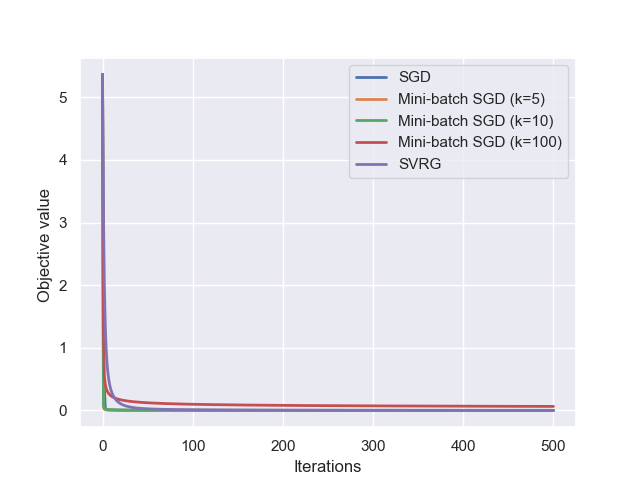 SGD
Mini-batch SGD (k=5)
Mini-batch SGD (k=10)
Mini-batch SGD (k=100)
SVRG
5
4
3
2
1
0
Objective value
0 100 200 300 400 500
Iterations